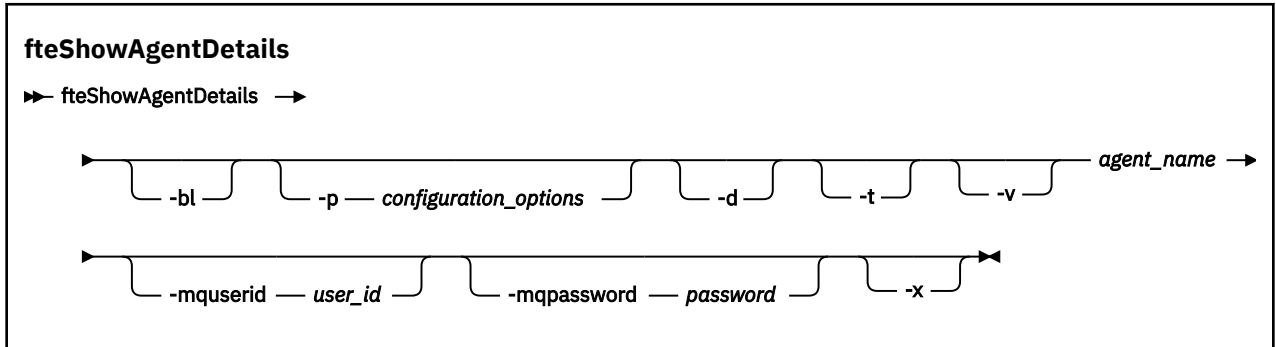 fteShowAgentDetails
fteShowAgentDetails
agent_name
-bl -p configuration_options -d -t -v
-mquserid user_id -mqpassword password -x